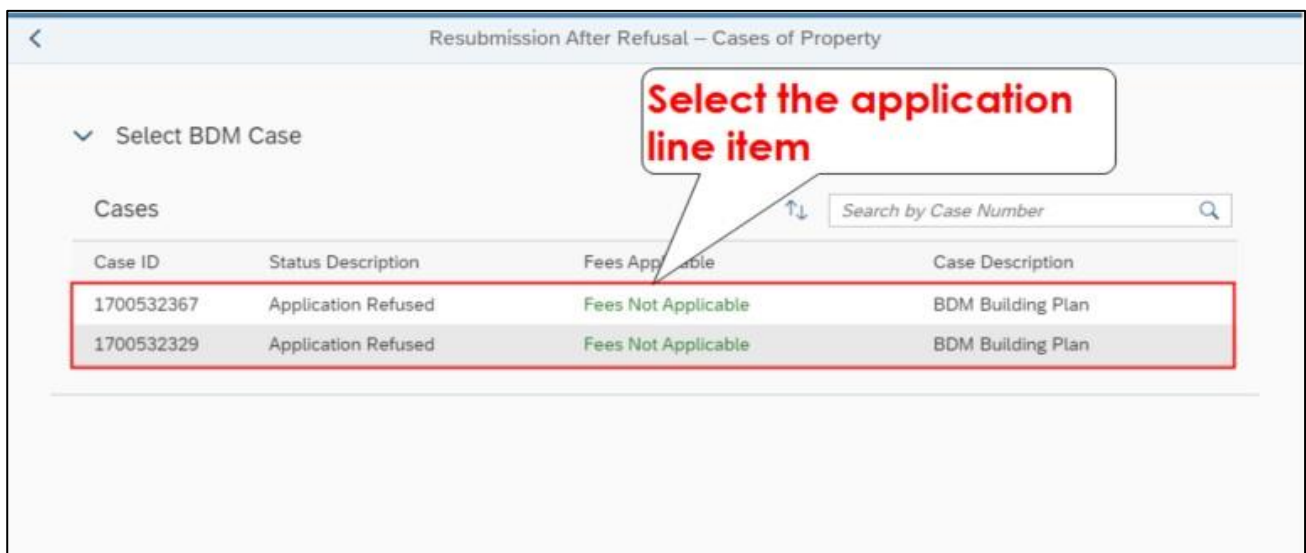 Resubmission After Refusal – Cases of Property
Select the application
line item
Select BDM Case
Cases
Search by Case Number
Case ID Status Description Fees Applicable Case Description
1700532367 Application Refused Fees Not Applicable BDM Building Plan
1700532329 Application Refused Fees Not Applicable BDM Building Plan